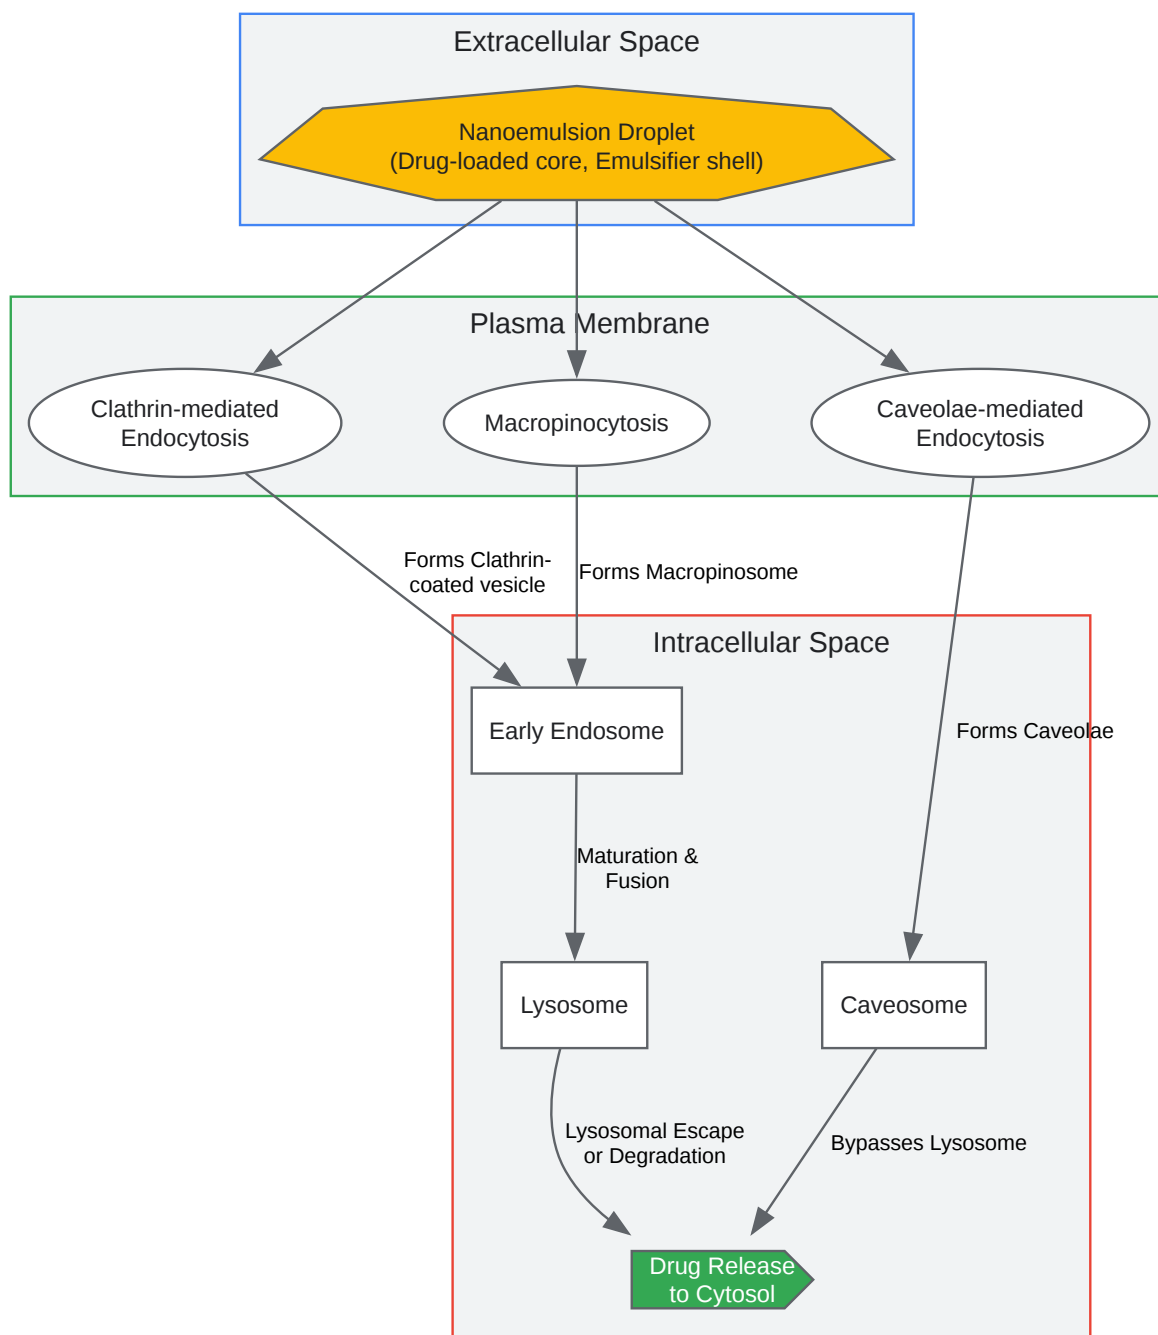 Extracellular Space
Nanoemulsion Droplet
(Drug-loaded core, Emulsifier shell)
Plasma Membrane
Clathrin-mediated
Endocytosis
Macropinocytosis
Caveolae-mediated
Endocytosis
Forms Clathrin-
coated vesicle
Forms Macropinosome
Intracellular Space
Early Endosome
Forms Caveolae
Maturation &
Fusion
Lysosome
Caveosome
Lysosomal Escape
or Degradation
Bypasses Lysosome
Drug Release
to Cytosol